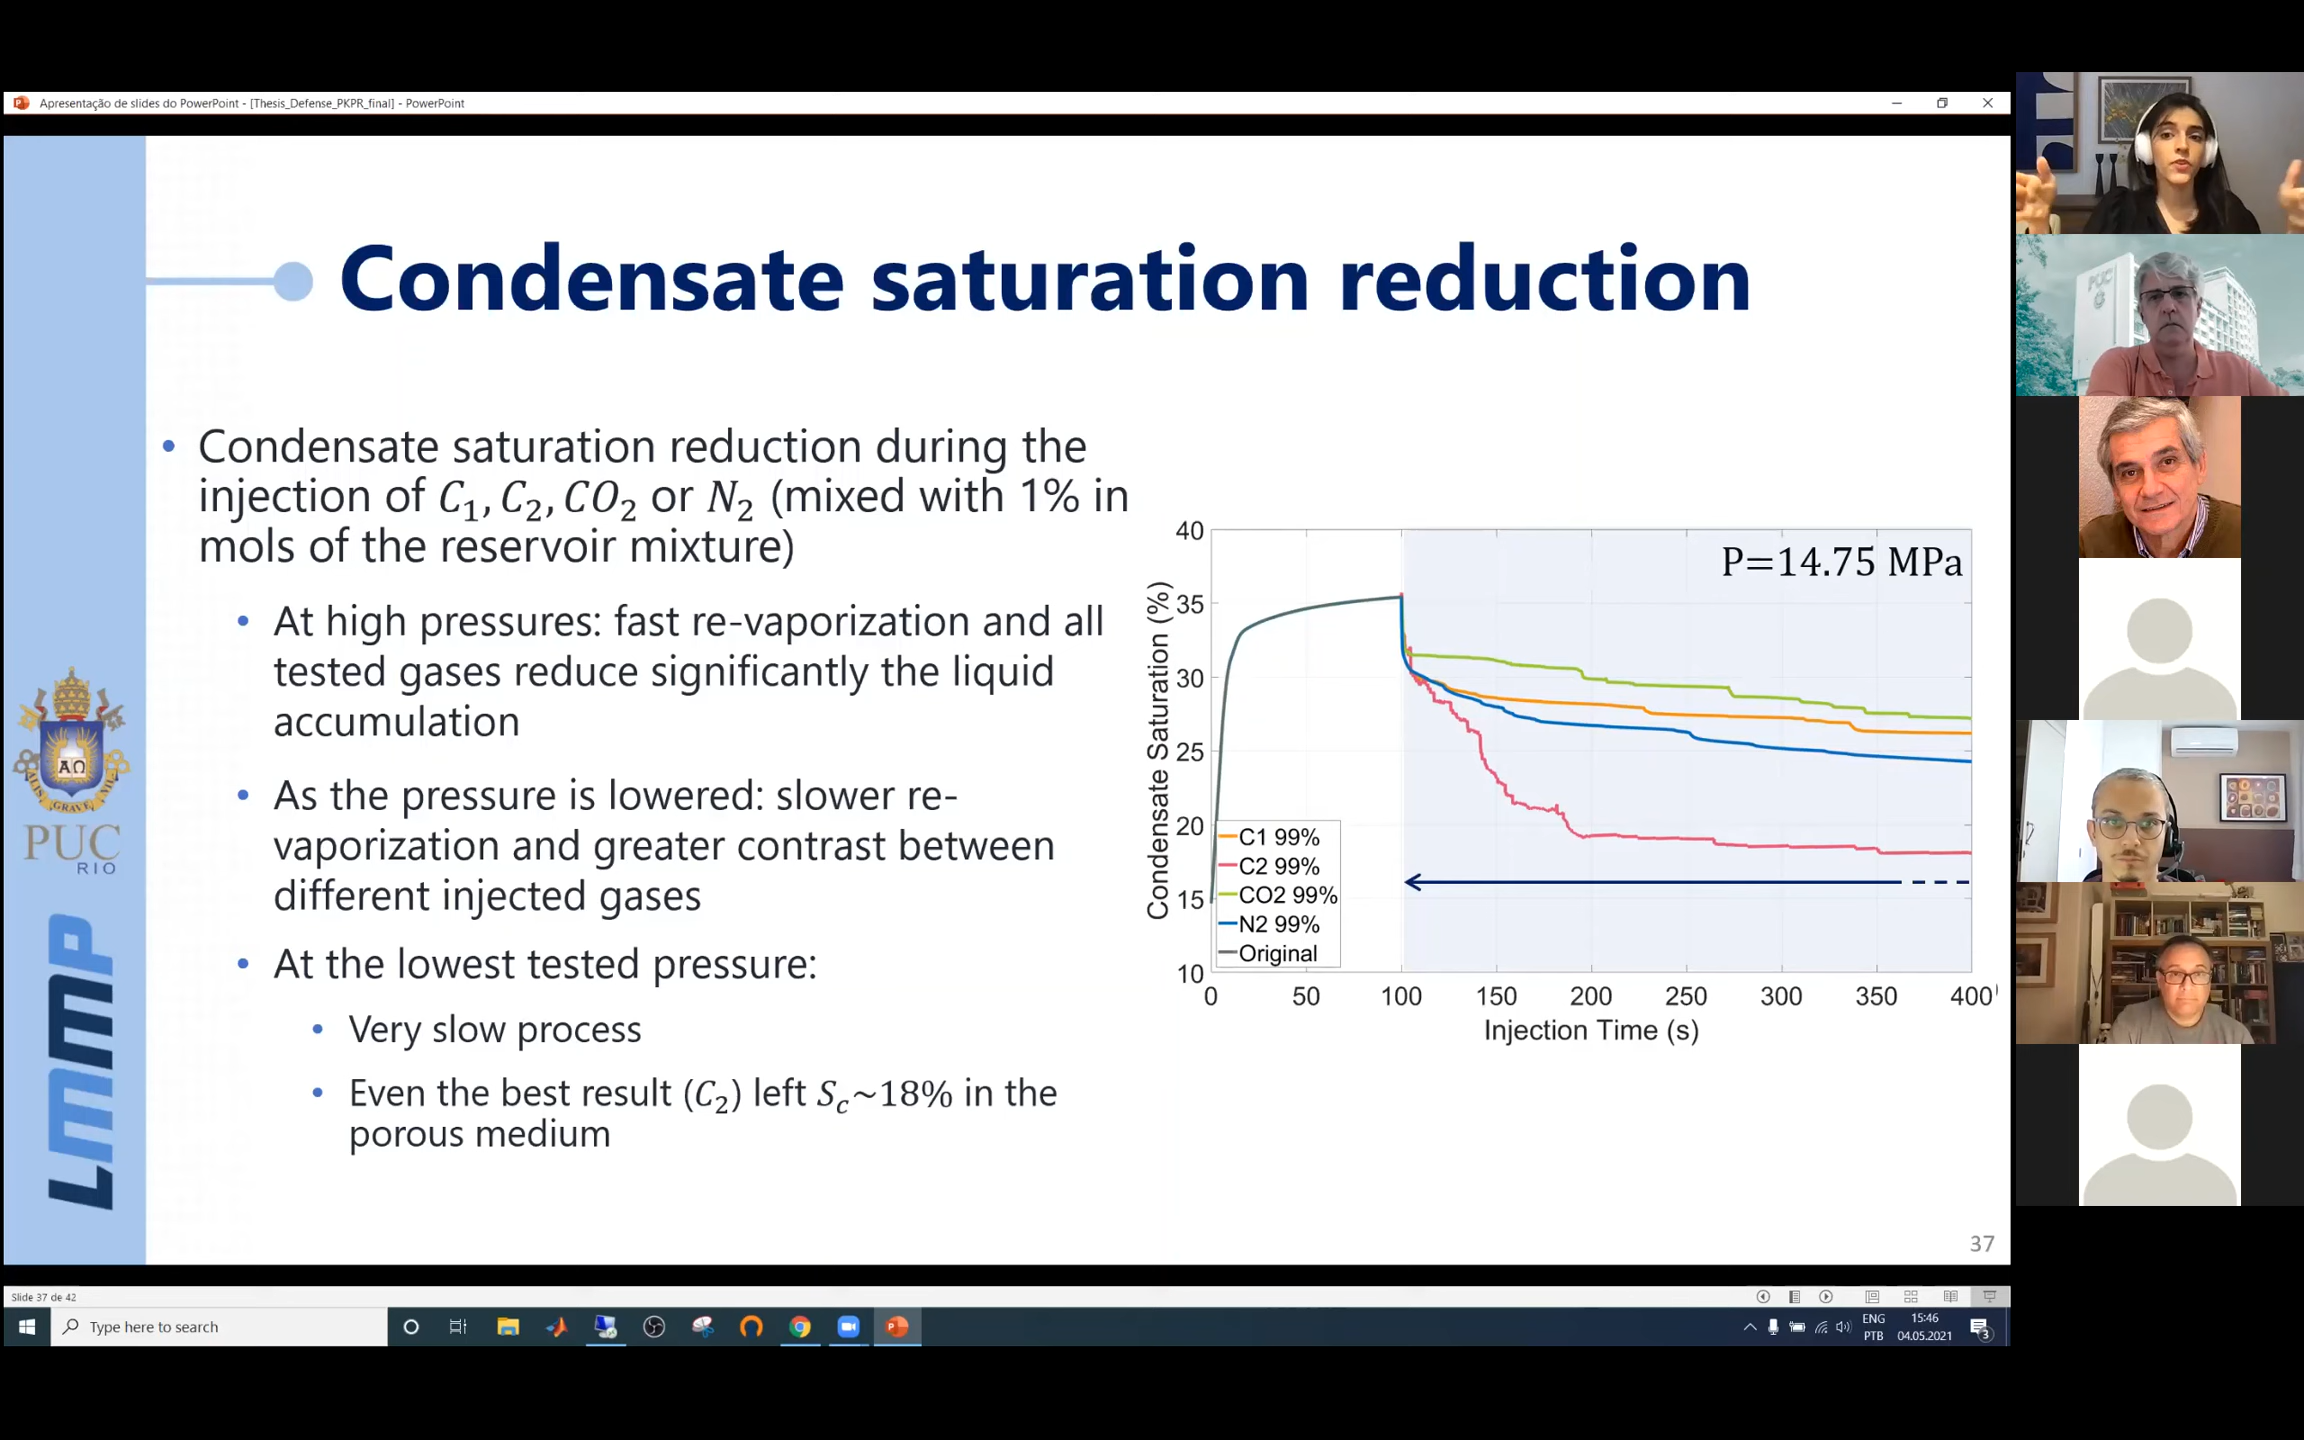 Apresentação de slides do PowerPoint - [Thesis_Defense_PKPR_final] - PowerPoint
Condensate saturation reduction
• Condensate saturation reduction during the
injection of C₁, C₂, CO₂ or N₂ (mixed with 1% in
mols of the reservoir mixture)
• At high pressures: fast re-vaporization and all
tested gases reduce significantly the liquid
accumulation
• As the pressure is lowered: slower re-
vaporization and greater contrast between
different injected gases
• At the lowest tested pressure:
• Very slow process
• Even the best result (C₂) left S꜀~18% in the
porous medium
P=14.75 MPa
Condensate Saturation (%)
40
35
30
25
20
15
10
C1 99%
C2 99%
CO2 99%
N2 99%
Original
0 50 100 150 200 250 300 350 400
Injection Time (s)
ALIS GRAVE NIL
ΑΩ
PUC
RIO
LMMP
37
PUC
Slide 37 de 42
Type here to search
ENG
PTB
15:46
04.05.2021
3